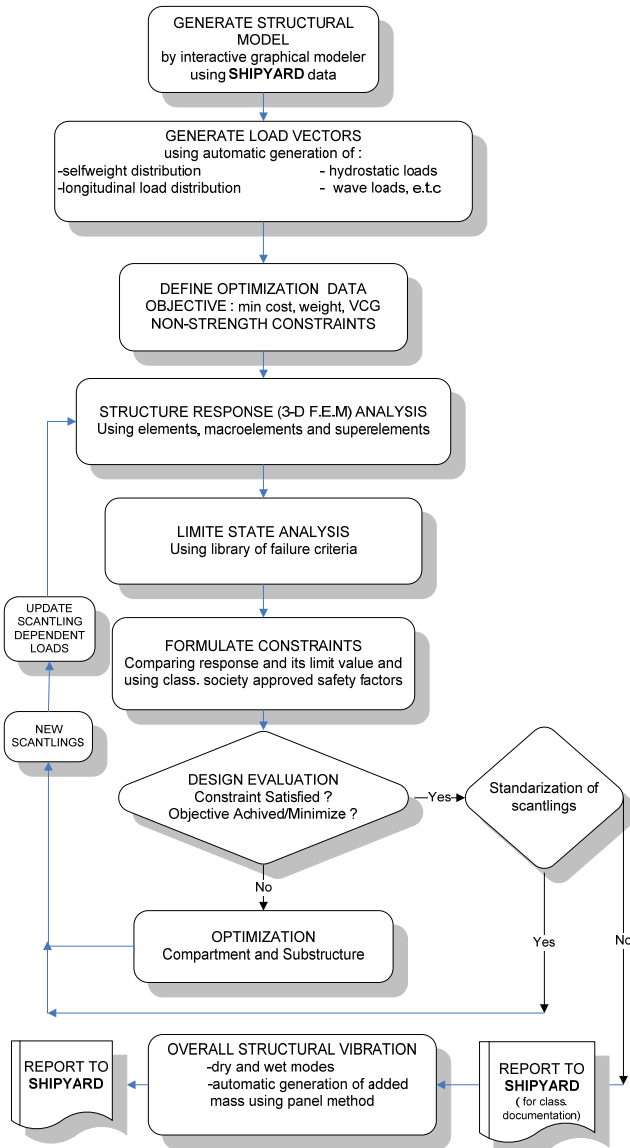 GENERATE STRUCTURAL
MODEL
by interactive graphical modeler
using SHIPYARD data
GENERATE LOAD VECTORS
using automatic generation of :
-selfweight distribution - hydrostatic loads
-longitudinal load distribution - wave loads, e.t.c
DEFINE OPTIMIZATION DATA
OBJECTIVE : min cost, weight, VCG
NON-STRENGTH CONSTRAINTS
STRUCTURE RESPONSE (3-D F.E.M) ANALYSIS
Using elements, macroelements and superelements
LIMITE STATE ANALYSIS
Using library of failure criteria
UPDATE
SCANTLING
DEPENDENT
LOADS
FORMULATE CONSTRAINTS
Comparing response and its limit value and
using class. society approved safety factors
NEW
SCANTLINGS
DESIGN EVALUATION
Constraint Satisfied ?
Objective Achived/Minimize ?
Yes
Standarization of
scantlings
No
OPTIMIZATION
Compartment and Substructure
Yes
No
REPORT TO
SHIPYARD
OVERALL STRUCTURAL VIBRATION
-dry and wet modes
-automatic generation of added
mass using panel method
REPORT TO
SHIPYARD
( for class.
documentation)